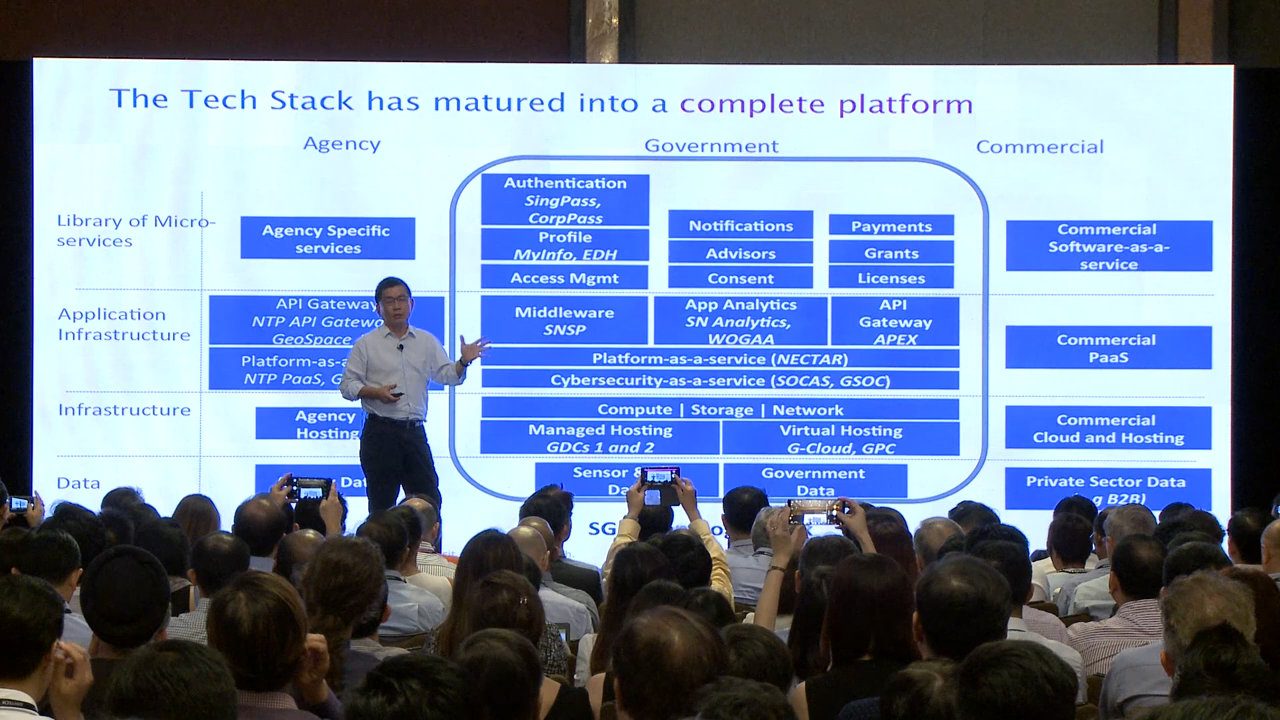 The Tech Stack has matured into a complete platform
Agency
Government
Commercial
Library of Micro-
services
Agency Specific
services
Authentication
SingPass,
CorpPass
Profile
MyInfo, EDH
Access Mgmt
Notifications
Advisors
Consent
Payments
Grants
Licenses
Commercial
Software-as-a-
service
Application
Infrastructure
API Gateway
NTP API
GeoSpace
NTP PaaS,
Middleware
SNSP
App Analytics
SN Analytics,
WOGAA
API
Gateway
APEX
Platform-as-a-service (NECTAR)
Cybersecurity-as-a-service (SOCAS, GSOC)
Commercial
PaaS
Infrastructure
Agency
Hosting
Compute | Storage | Network
Managed Hosting
GDCs 1 and 2
Virtual Hosting
G-Cloud, GPC
Commercial
Cloud and Hosting
Data
Sensor &
Government
Data
Private Sector Data
B2B)